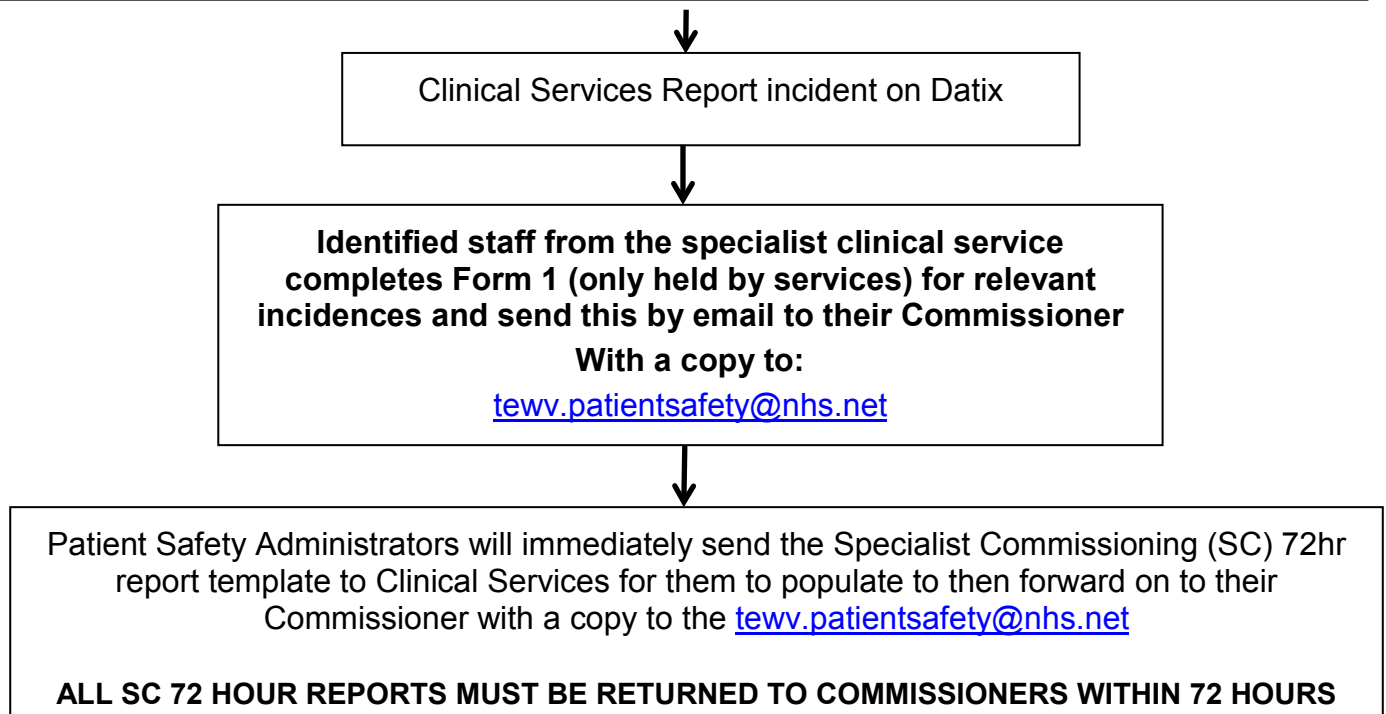 Clinical Services Report incident on Datix
Identified staff from the specialist clinical service
completes Form 1 (only held by services) for relevant
incidences and send this by email to their Commissioner
With a copy to:
tewv.patientsafety@nhs.net
Patient Safety Administrators will immediately send the Specialist Commissioning (SC) 72hr
report template to Clinical Services for them to populate to then forward on to their
Commissioner with a copy to the tewv.patientsafety@nhs.net
ALL SC 72 HOUR REPORTS MUST BE RETURNED TO COMMISSIONERS WITHIN 72 HOURS